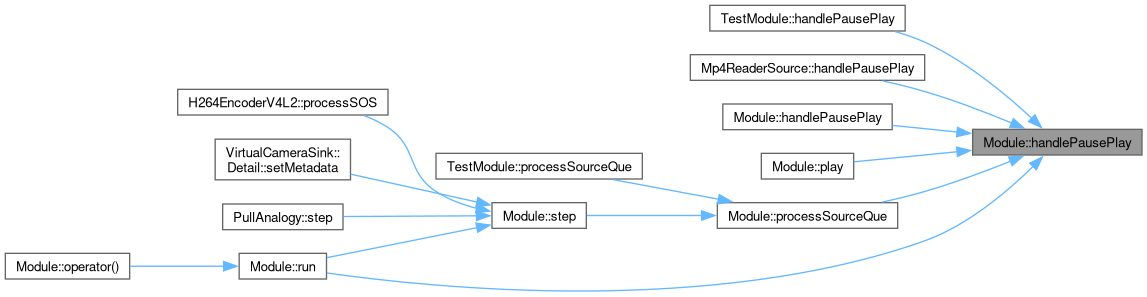 TestModule::handlePausePlay
Mp4ReaderSource::handlePausePlay
H264EncoderV4L2::processSOS
Module::handlePausePlay
Module::handlePausePlay
VirtualCameraSink::
Detail::setMetadata
TestModule::processSourceQue
Module::play
PullAnalogy::step
Module::step
Module::processSourceQue
Module::operator()
Module::run